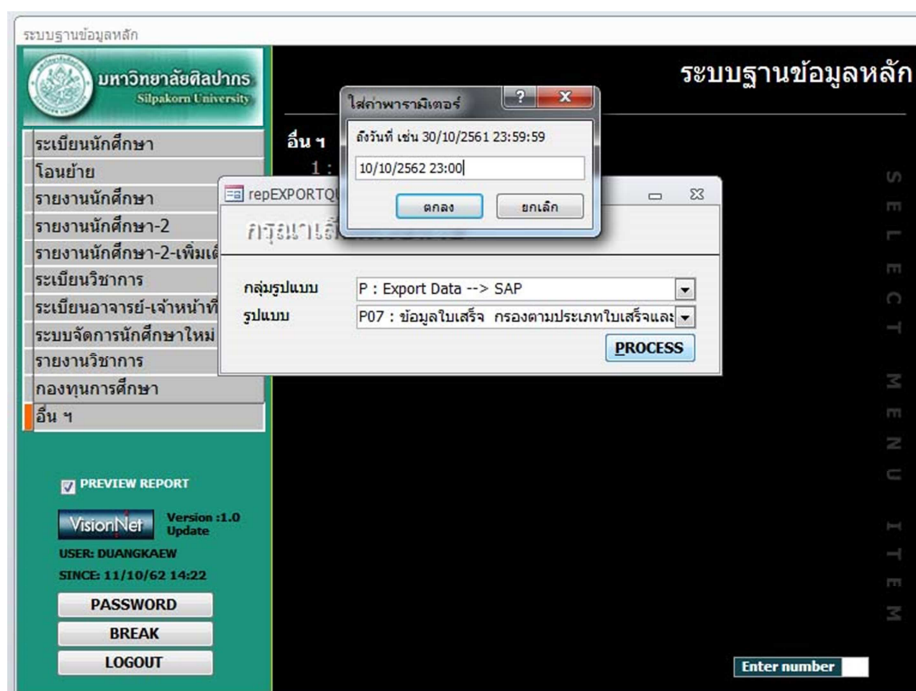 ระบบฐานข้อมูลหลัก
มหาวิทยาลัยศิลปากร
Silpakorn University
ระบบฐานข้อมูลหลัก
ระเบียนนักศึกษา
โอนย้าย
รายงานนักศึกษา
รายงานนักศึกษา-2
รายงานนักศึกษา-2-เพิ่มเติ
ระเบียนวิชาการ
ระเบียนอาจารย์-เจ้าหน้าที่
ระบบจัดการนักศึกษาใหม่
รายงานวิชาการ
กองทุนการศึกษา
อื่น ฯ
PREVIEW REPORT
VisionNet
Version :1.0
Update
USER: DUANGKAEW
SINCE: 11/10/62 14:22
PASSWORD
BREAK
LOGOUT
อื่น ฯ
1 :
ใส่ค่าพารามิเตอร์
ถึงวันที่ เช่น 30/10/2561 23:59:59
10/10/2562 23:00
ตกลง
ยกเลิก
repEXPORTQU
กลุ่มรูปแบบ
P : Export Data --> SAP
รูปแบบ
P07 : ข้อมูลใบเสร็จ กรองตามประเภทใบเสร็จและ
PROCESS
SELECT MENU ITEM
Enter number